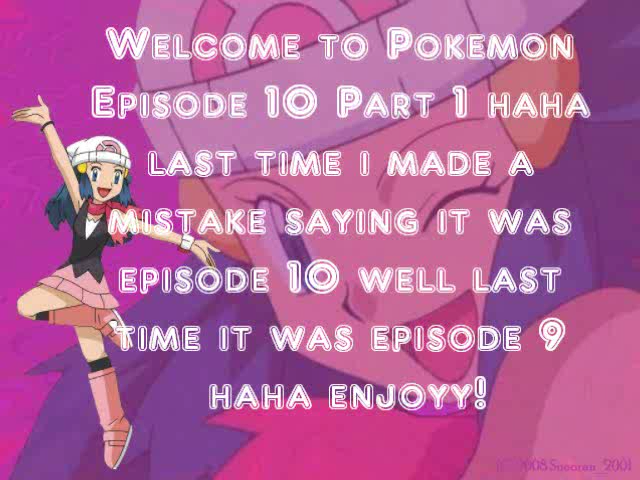 Welcome to Pokemon
Episode 10 Part 1 haha
last time i made a
mistake saying it was
episode 10 well last
time it was episode 9
haha enjoyy!
2008